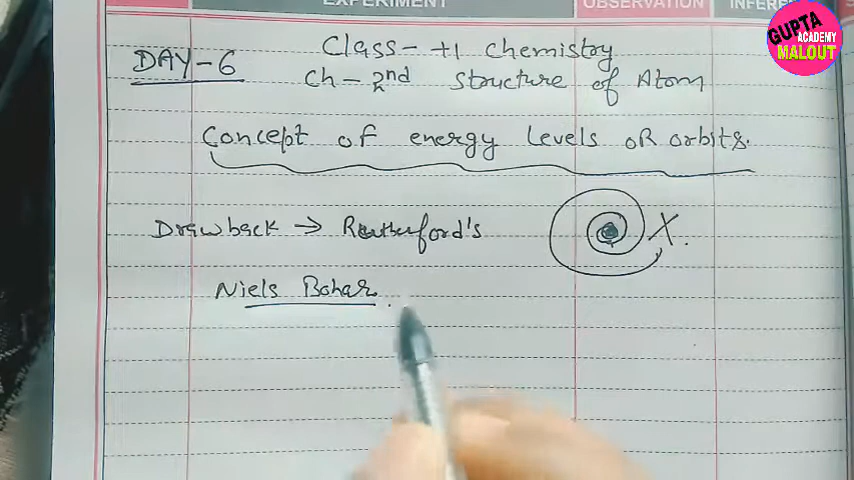 EXPERIMENT OBSERVATION INFERE
GUPTA
ACADEMY
MALOUT
DAY-6 Class- +1 Chemistry
Ch - 2nd Structure of Atom
Concept of energy Levels OR orbits.
Drawback → Rutherford's X.
Niels Bohar.